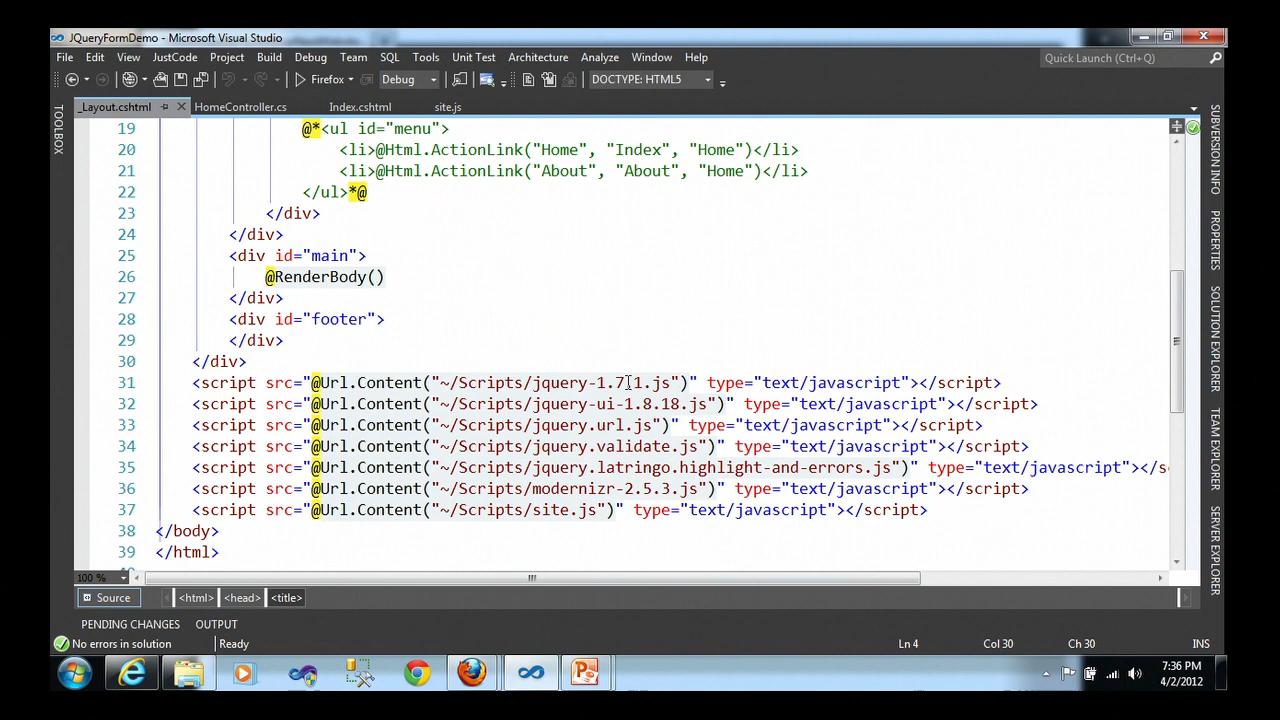 JQueryFormDemo - Microsoft Visual Studio
File Edit View JustCode Project Build Debug Team SQL Tools Unit Test Architecture Analyze Window Help Quick Launch (Ctrl+Q)
Firefox Debug DOCTYPE: HTML5
_Layout.cshtml HomeController.cs Index.cshtml site.js
TOOLBOX
19 @*<ul id="menu">
20 <li>@Html.ActionLink("Home", "Index", "Home")</li>
21 <li>@Html.ActionLink("About", "About", "Home")</li>
22 </ul>*@
23 </div>
24 </div>
25 <div id="main">
26 @RenderBody()
27 </div>
28 <div id="footer">
29 </div>
30 </div>
31 <script src="@Url.Content("~/Scripts/jquery-1.7.1.js")" type="text/javascript"></script>
32 <script src="@Url.Content("~/Scripts/jquery-ui-1.8.18.js")" type="text/javascript"></script>
33 <script src="@Url.Content("~/Scripts/jquery.url.js")" type="text/javascript"></script>
34 <script src="@Url.Content("~/Scripts/jquery.validate.js")" type="text/javascript"></script>
35 <script src="@Url.Content("~/Scripts/jquery.latringo.highlight-and-errors.js")" type="text/javascript"></sc
36 <script src="@Url.Content("~/Scripts/modernizr-2.5.3.js")" type="text/javascript"></script>
37 <script src="@Url.Content("~/Scripts/site.js")" type="text/javascript"></script>
38 </body>
39 </html>
SUBVERSION INFO
PROPERTIES
SOLUTION EXPLORER
TEAM EXPLORER
SERVER EXPLORER
100 %
Source <html> <head> <title>
PENDING CHANGES OUTPUT
No errors in solution Ready Ln 4 Col 30 Ch 30 INS
7:36 PM
4/2/2012